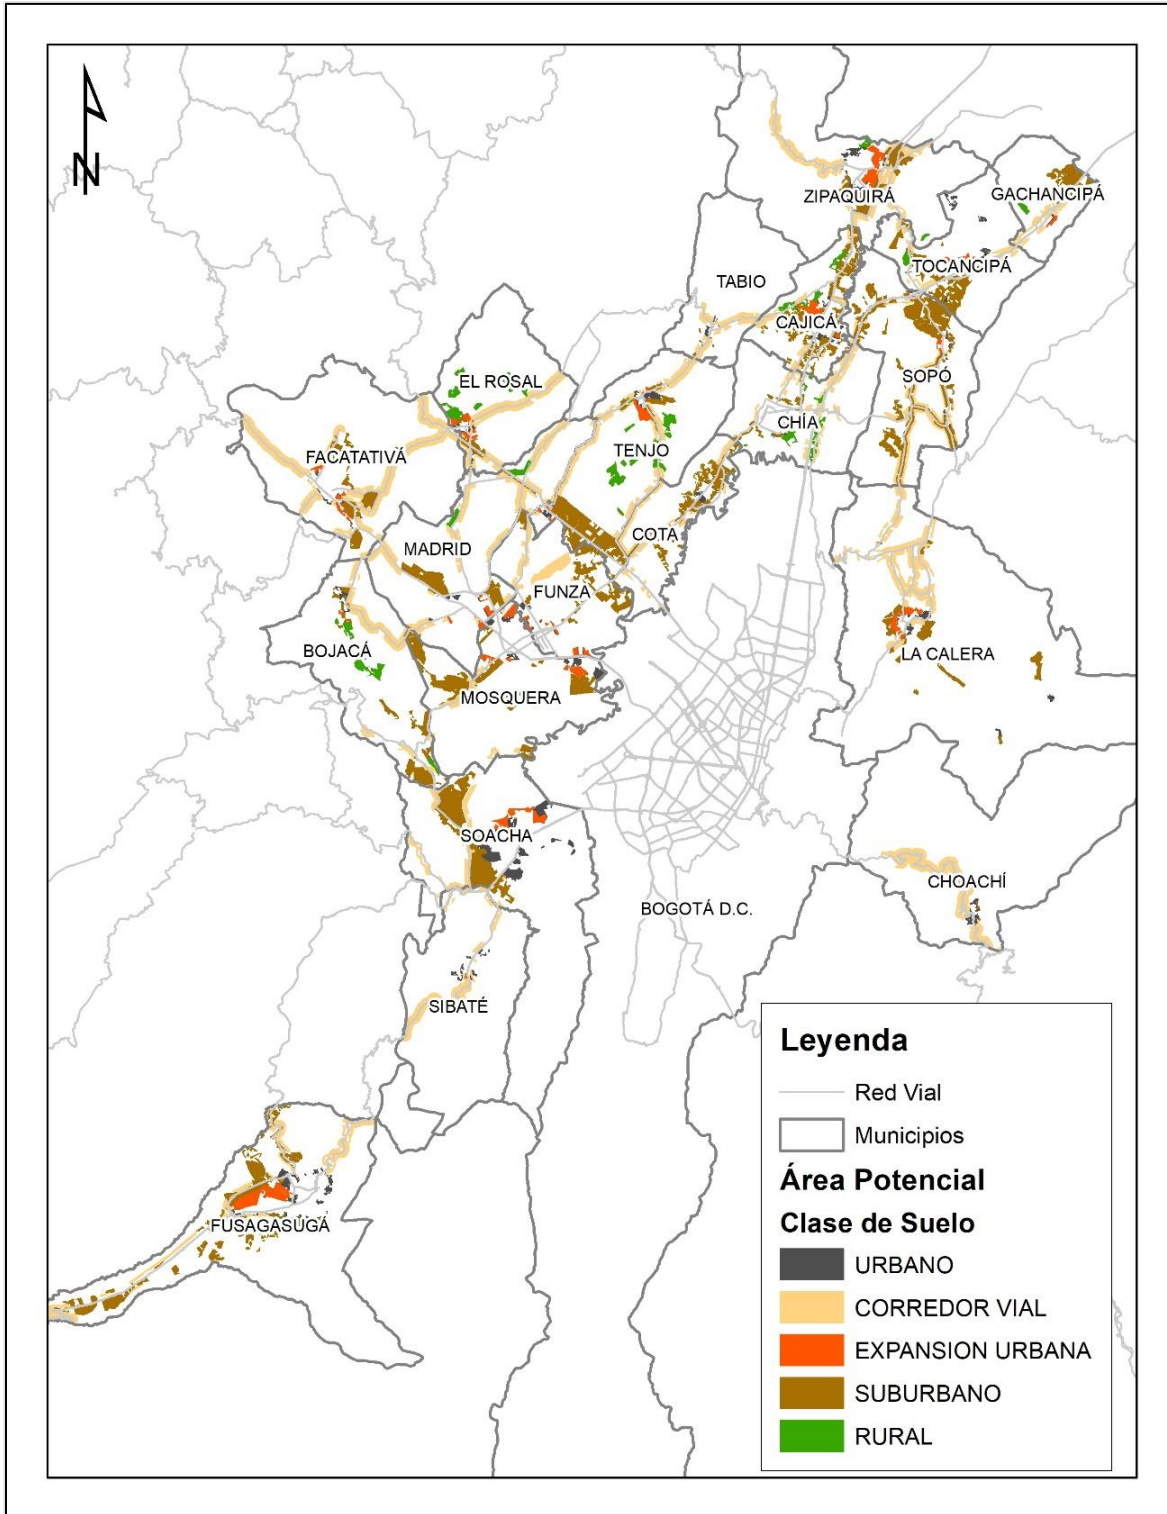 N
ZIPAQUIRÁ
GACHANCIPÁ
TOCANCIPÁ
TABIO
CAJICÁ
SOPÓ
EL ROSAL
CHÍA
TENJO
FACATATIVÁ
COTA
MADRID
FUNZA
BOJACÁ
LA CALERA
MOSQUERA
SOACHA
CHOACHÍ
BOGOTÁ D.C.
SIBATÉ
FUSAGASUGÁ
Leyenda
Red Vial
Municipios
Área Potencial
Clase de Suelo
URBANO
CORREDOR VIAL
EXPANSION URBANA
SUBURBANO
RURAL